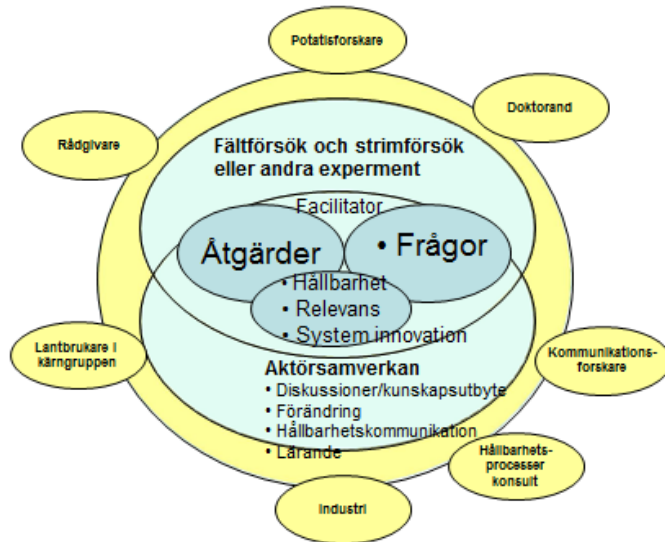 Potatisforskare
Doktorand
Rådgivare
Fältförsök och strimförsök
eller andra experment
Facilitator
Åtgärder
• Frågor
• Hållbarhet
• Relevans
• System innovation
Lantbrukare i
kärngruppen
Kommunikations-
forskare
Aktörsamverkan
• Diskussioner/kunskapsutbyte
• Förändring
• Hållbarhetskommunikation
• Lärande
Hållbarhets-
processer
konsult
Industri